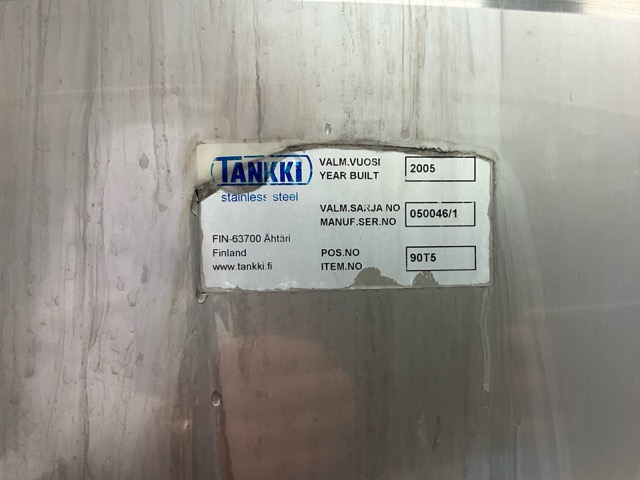 TANKKI
stainless steel
FIN-63700 Ähtäri
Finland
www.tankki.fi
VALM.VUOSI
YEAR BUILT
2005
VALM.SARJA NO
MANUF.SER.NO
050046/1
POS.NO
ITEM.NO
90T5